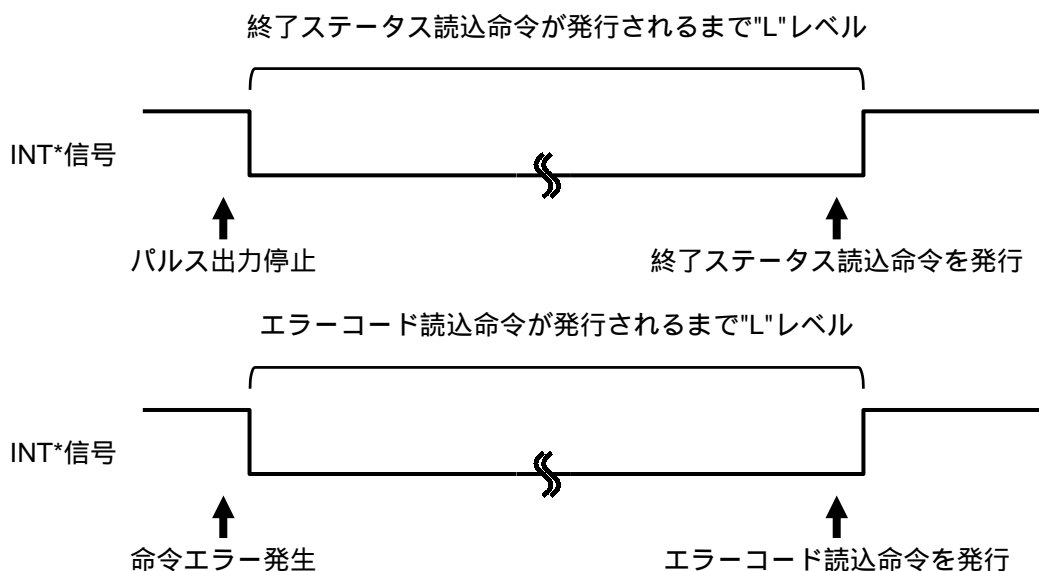 終了ステータス読込命令が発行されるまで"L"レベル
INT*信号
パルス出力停止
終了ステータス読込命令を発行
エラーコード読込命令が発行されるまで"L"レベル
INT*信号
命令エラー発生
エラーコード読込命令を発行